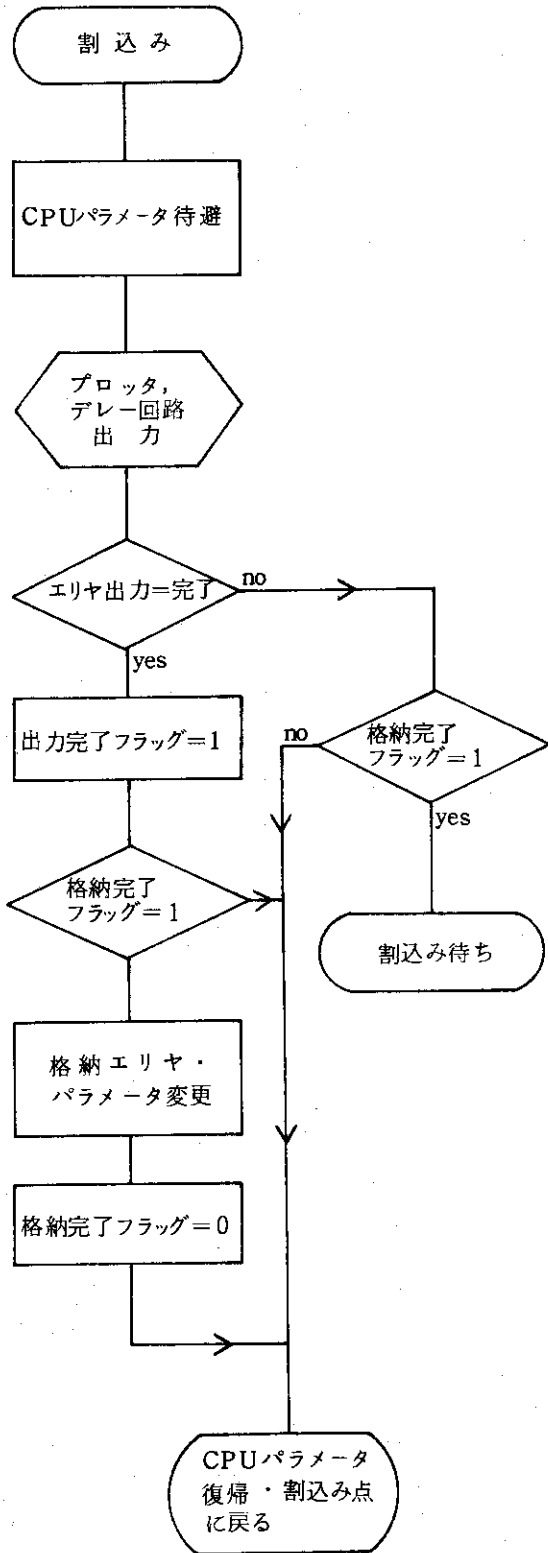 割込み
CPUパラメータ待避
プロッタ,
デレー回路
出力
エリヤ出力=完了
no
yes
出力完了フラッグ=1
no
格納完了
フラッグ=1
yes
格納完了
フラッグ=1
割込み待ち
格納エリヤ・
パラメータ変更
格納完了フラッグ=0
CPUパラメータ
復帰・割込み点
に戻る